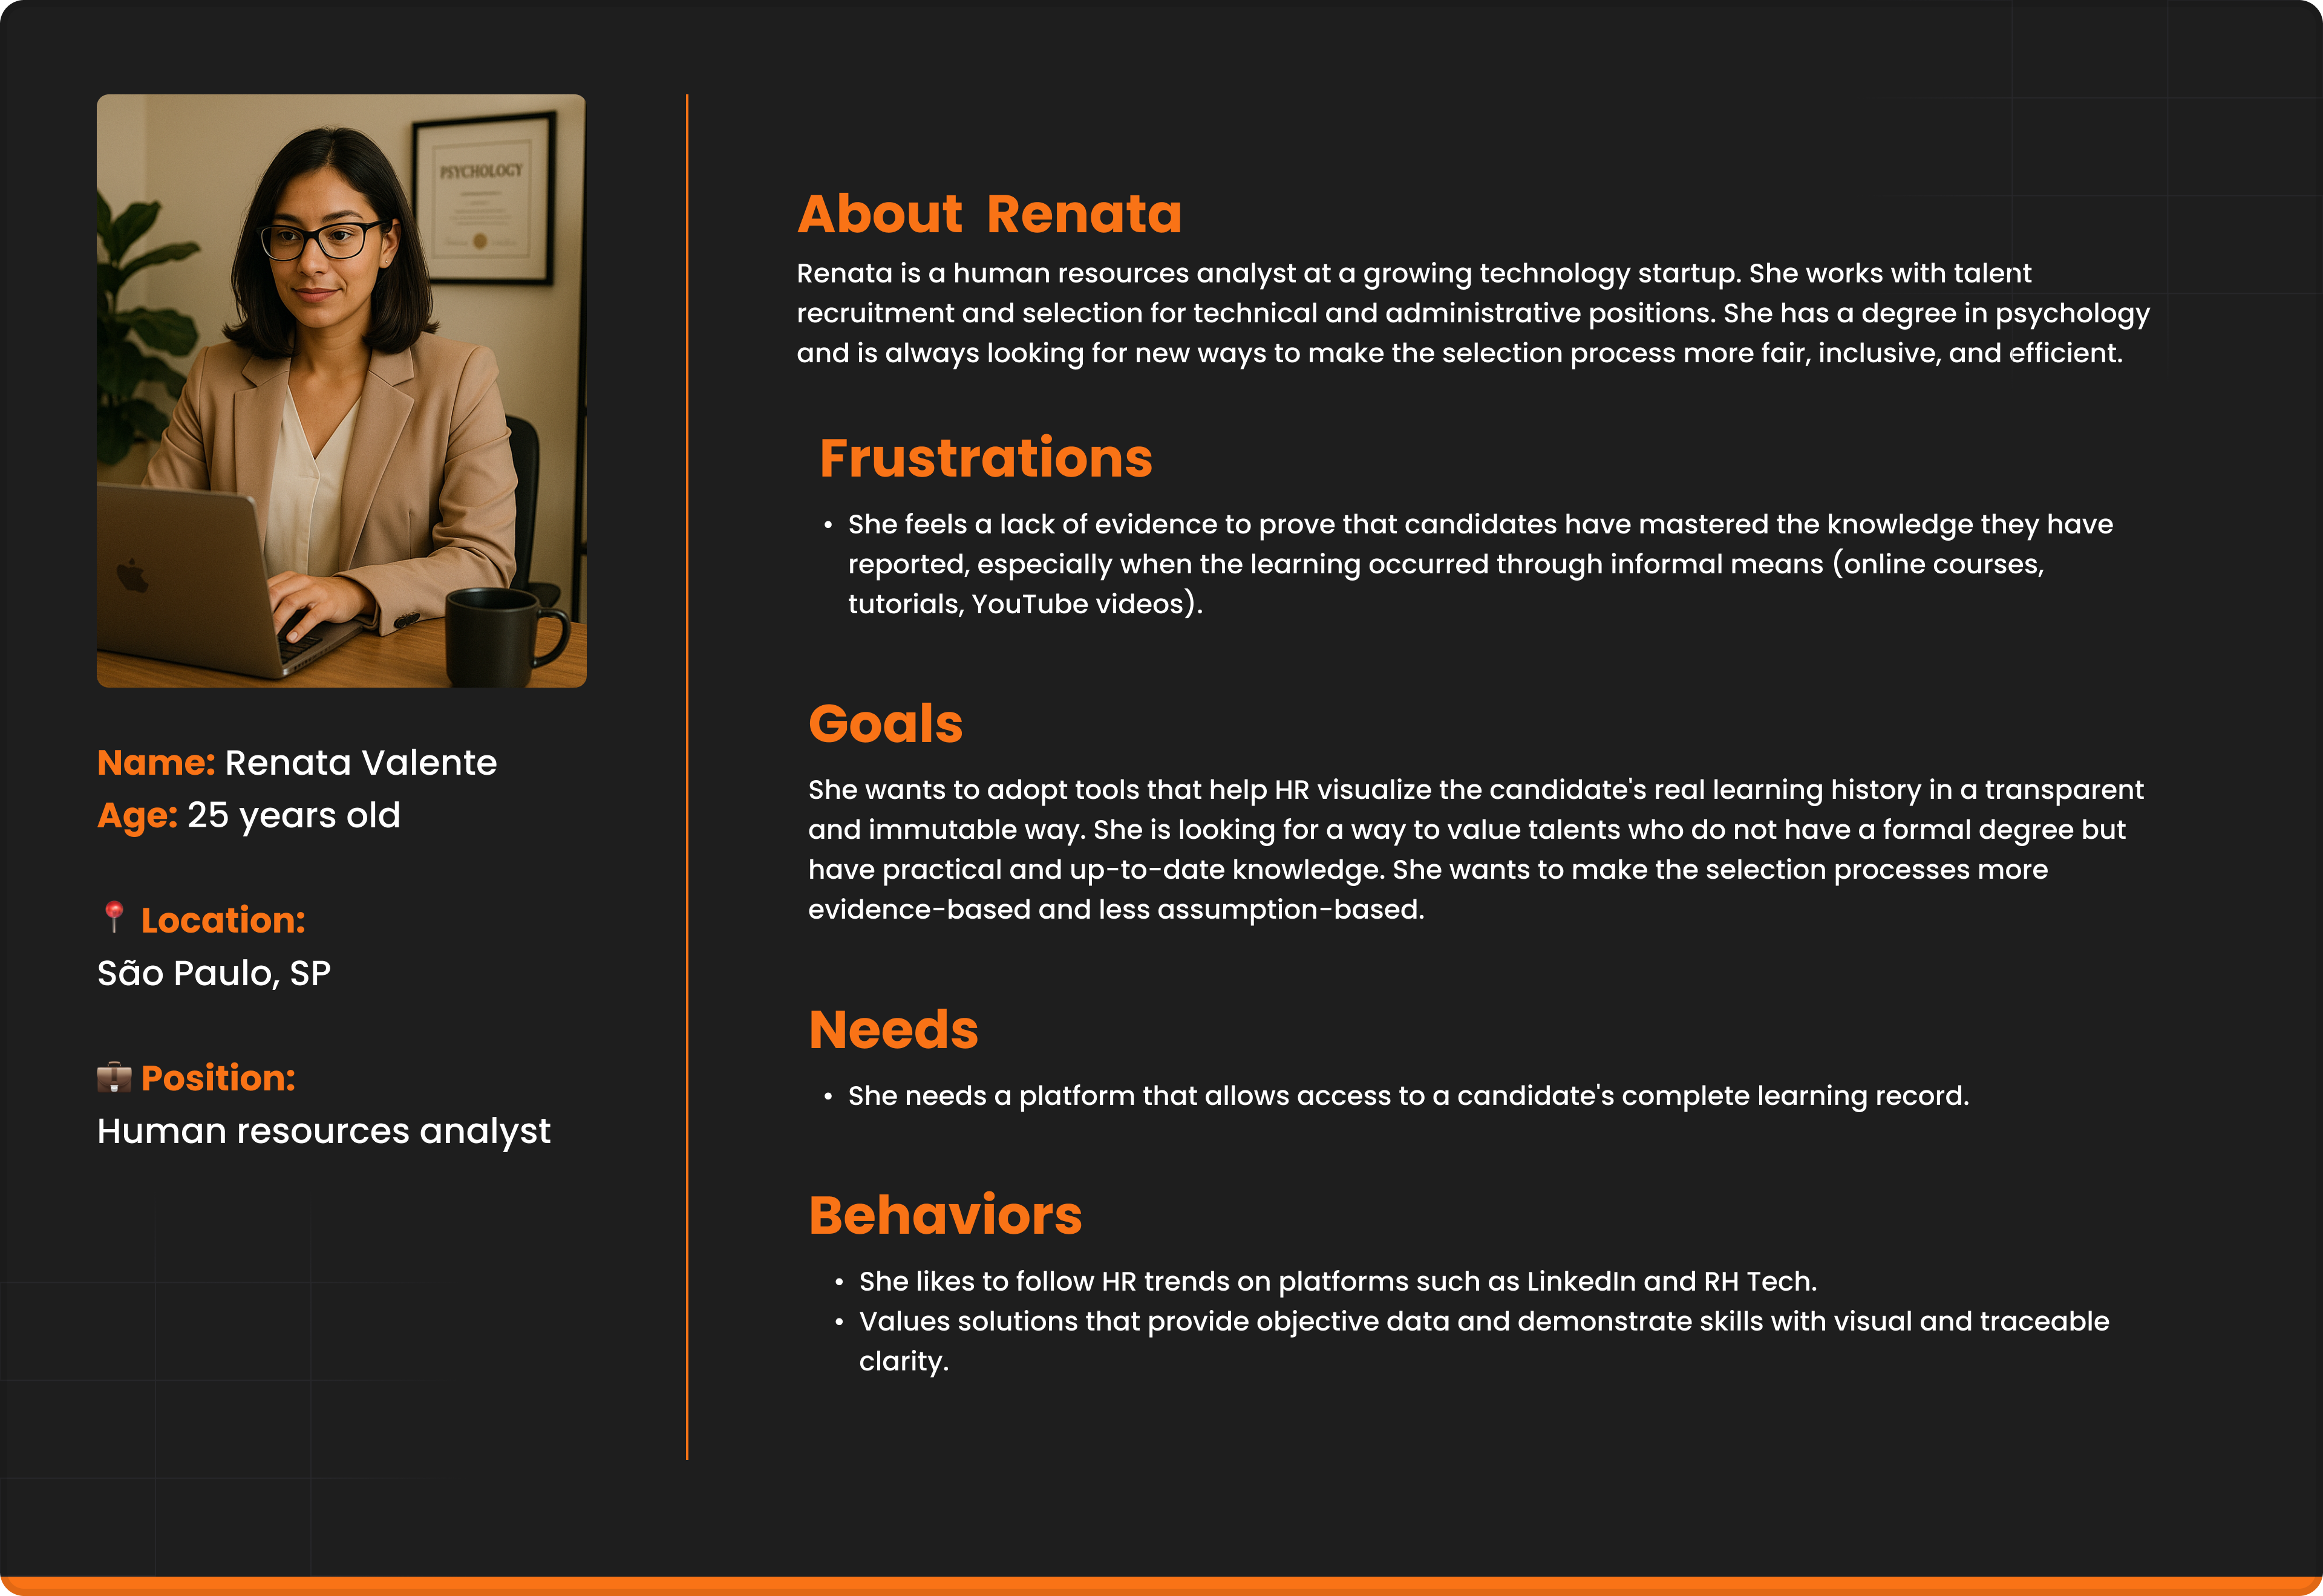 PSYCHOLOGY
Name: Renata Valente
Age: 25 years old
📍 Location:
São Paulo, SP
💼 Position:
Human resources analyst
About Renata
Renata is a human resources analyst at a growing technology startup. She works with talent
recruitment and selection for technical and administrative positions. She has a degree in psychology
and is always looking for new ways to make the selection process more fair, inclusive, and efficient.
Frustrations
• She feels a lack of evidence to prove that candidates have mastered the knowledge they have
reported, especially when the learning occurred through informal means (online courses,
tutorials, YouTube videos).
Goals
She wants to adopt tools that help HR visualize the candidate's real learning history in a transparent
and immutable way. She is looking for a way to value talents who do not have a formal degree but
have practical and up-to-date knowledge. She wants to make the selection processes more
evidence-based and less assumption-based.
Needs
• She needs a platform that allows access to a candidate's complete learning record.
Behaviors
• She likes to follow HR trends on platforms such as LinkedIn and RH Tech.
• Values solutions that provide objective data and demonstrate skills with visual and traceable
clarity.